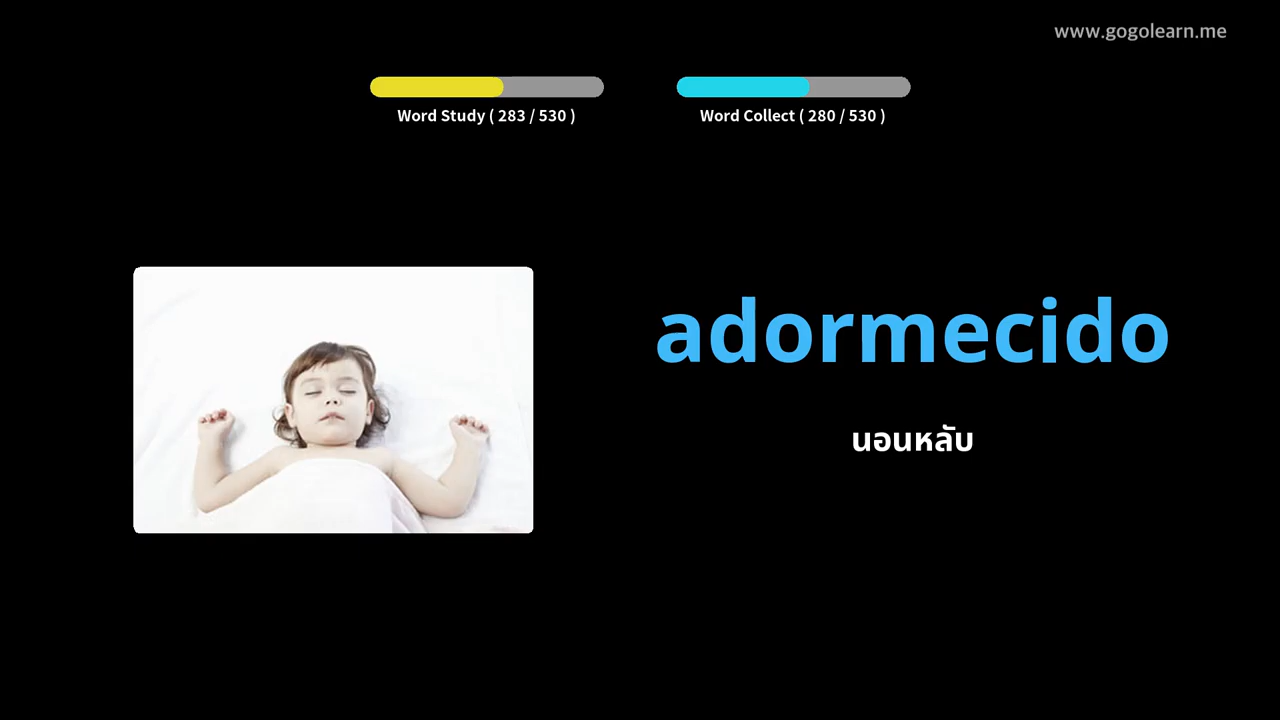 www.gogolearn.me
Word Study ( 283 / 530 )
Word Collect ( 280 / 530 )
adormecido
นอนหลับ